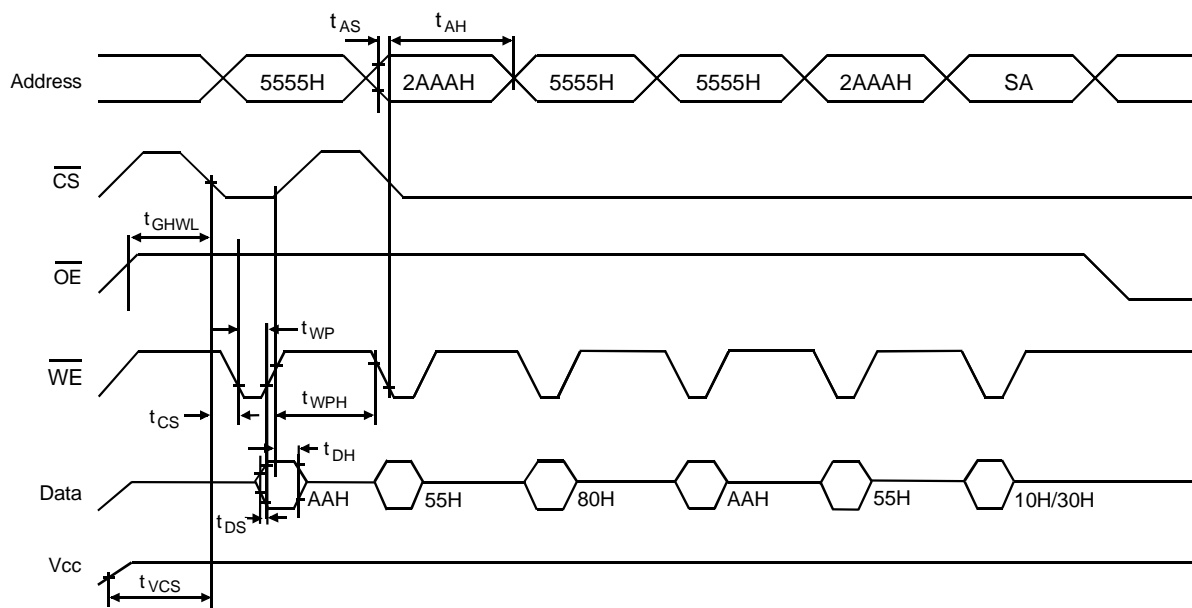 tAS tAH
Address 5555H 2AAAH 5555H 5555H 2AAAH SA
CS
tGHWL
OE
tWP
WE
tCS tWPH
tDH
Data AAH 55H 80H AAH 55H 10H/30H
tDS
Vcc
tVCS